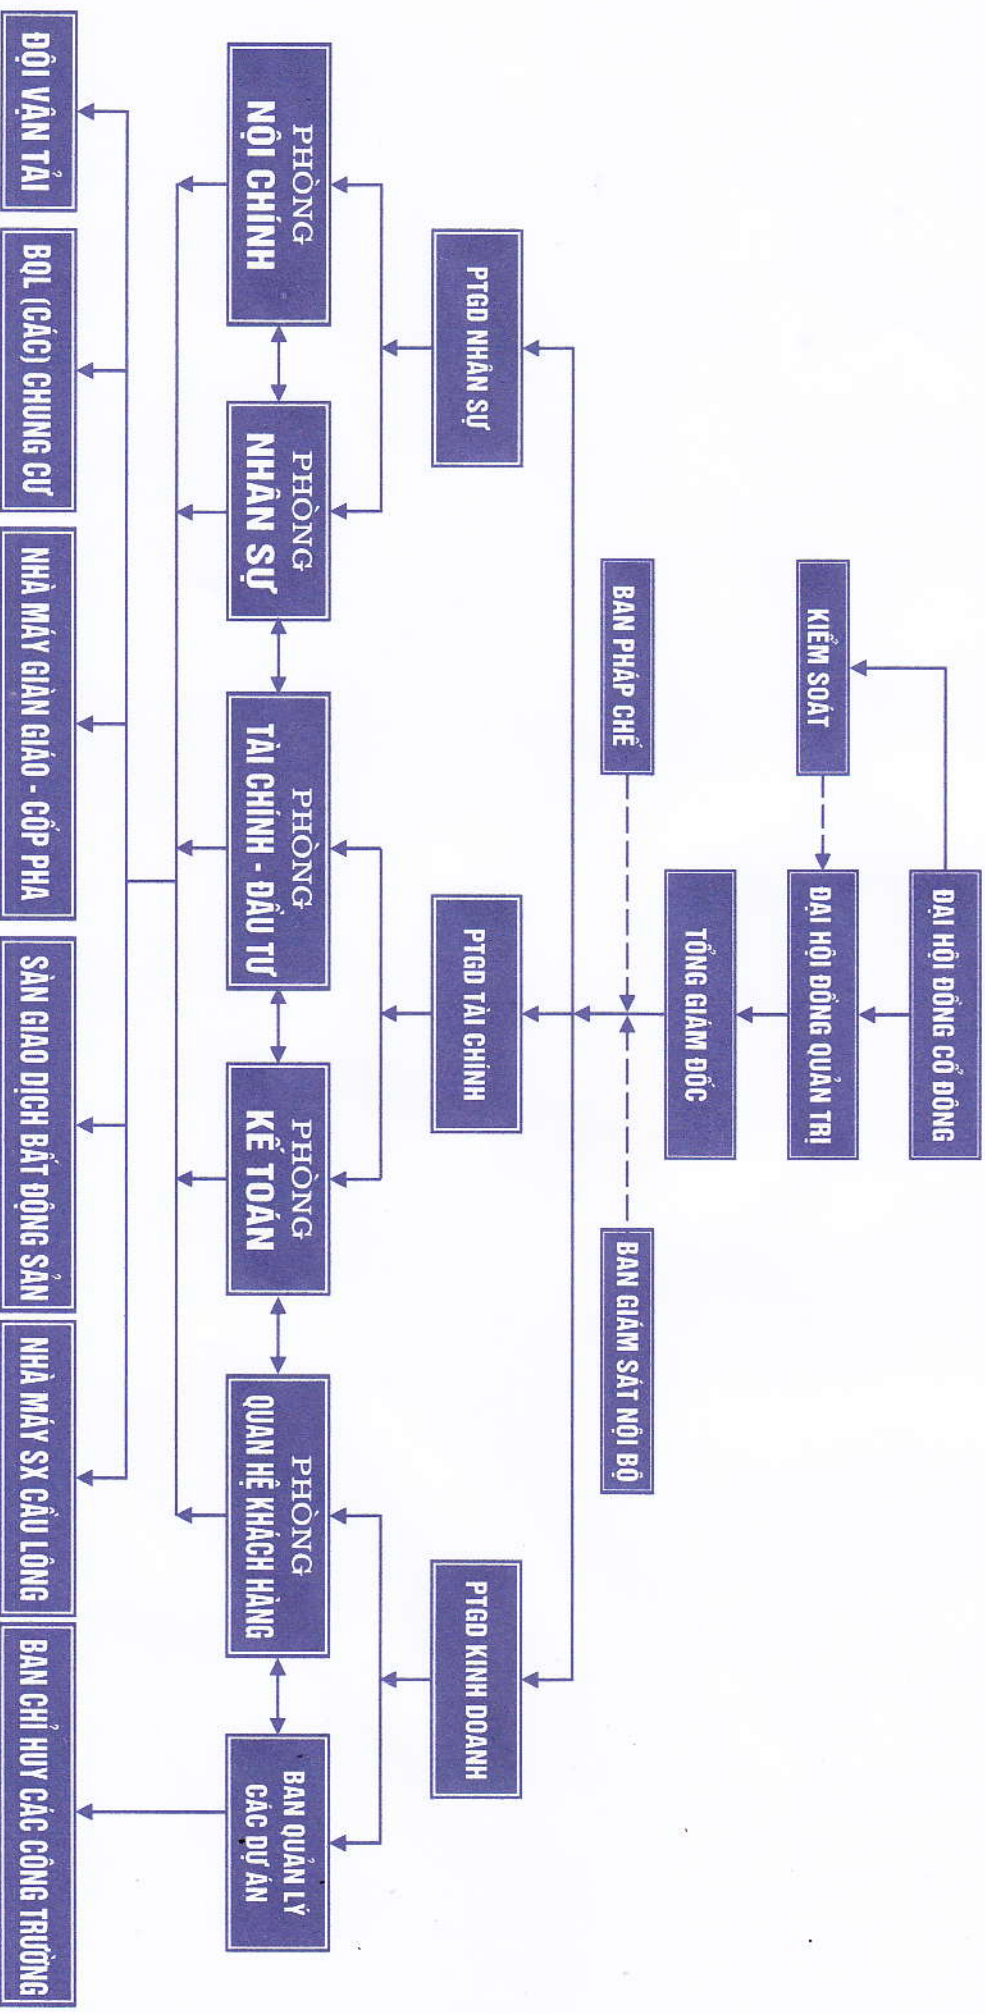 ĐẠI HỘI ĐỒNG CỔ ĐÔNG
KIỂM SOÁT
ĐẠI HỘI ĐỒNG QUẢN TRỊ
TỔNG GIÁM ĐỐC
BAN PHÁP CHẾ
BAN GIÁM SÁT NỘI BỘ
PTGD NHÂN SỰ
PTGD TÀI CHÍNH
PTGD KINH DOANH
PHÒNG
NỘI CHÍNH
PHÒNG
NHÂN SỰ
PHÒNG
TÀI CHÍNH - ĐẦU TƯ
PHÒNG
KẾ TOÁN
PHÒNG
QUAN HỆ KHÁCH HÀNG
BAN QUẢN LÝ
CÁC DỰ ÁN
ĐỘI VẬN TẢI
BQL (CÁC) CHUNG CƯ
NHÀ MÁY GIÀN GIÁO - CỐP PHA
SÀN GIAO DỊCH BẤT ĐỘNG SẢN
NHÀ MÁY SX CẦU LÔNG
BAN CHỈ HUY CÁC CÔNG TRƯỜNG